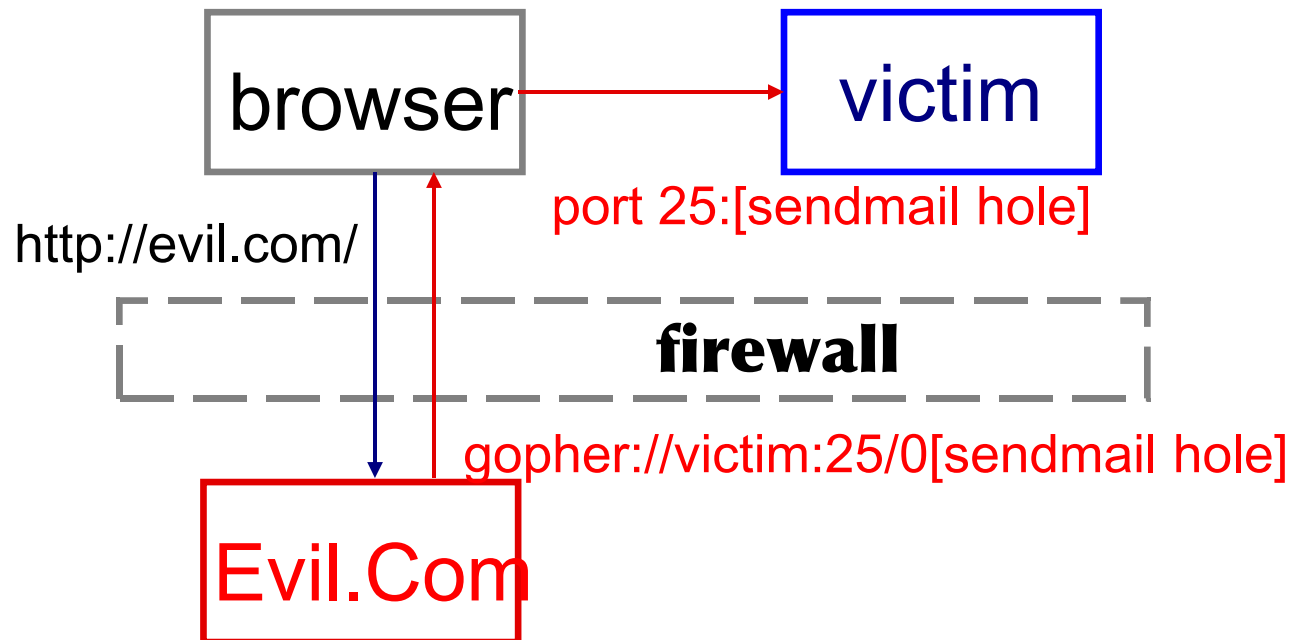 browser
victim
port 25:[sendmail hole]
http://evil.com/
firewall
gopher://victim:25/0[sendmail hole]
Evil.Com